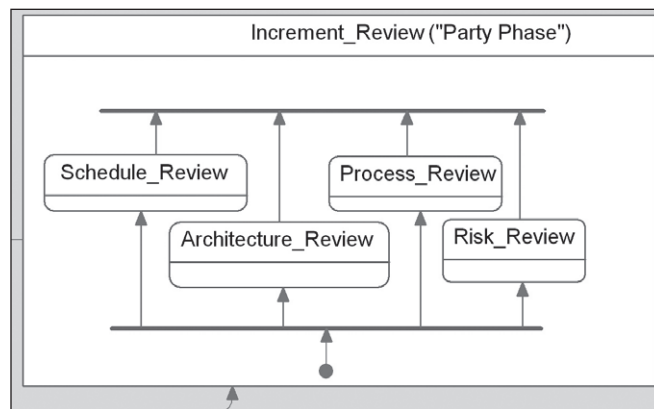 Increment_Review ("Party Phase")
Schedule_Review
Process_Review
Architecture_Review
Risk_Review